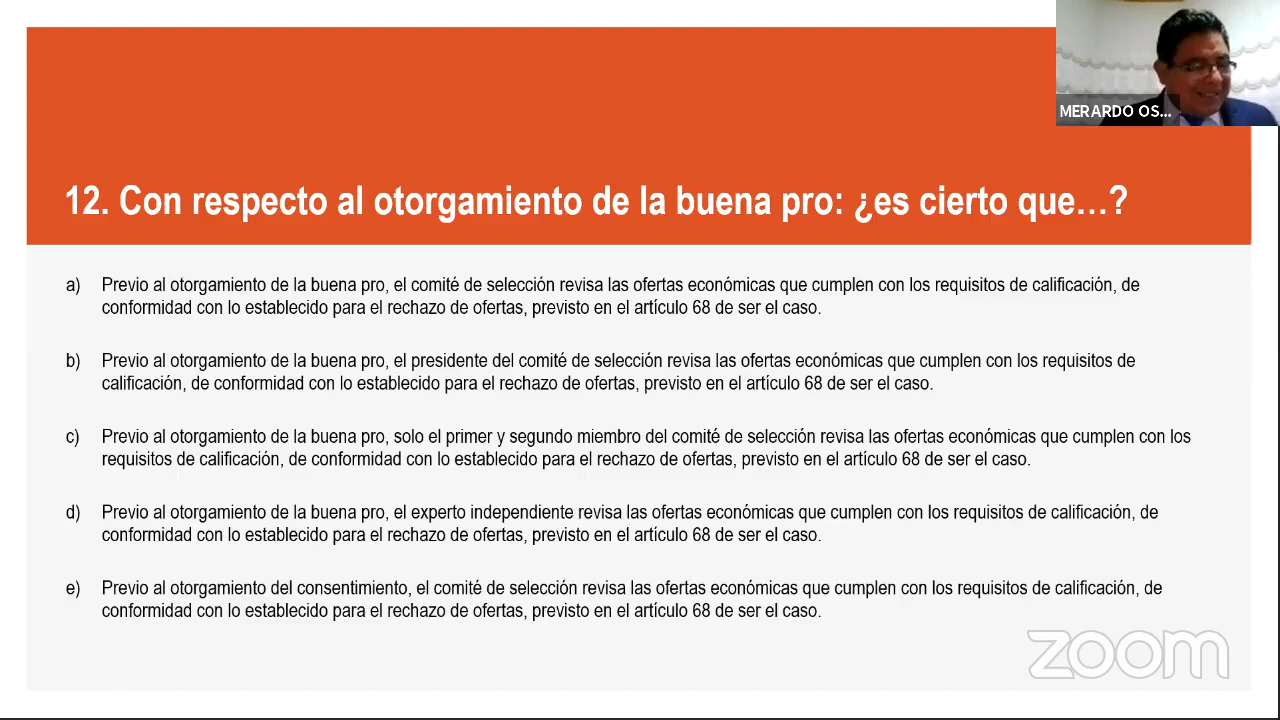 MERARDO OS...
12. Con respecto al otorgamiento de la buena pro: ¿es cierto que…?
a) Previo al otorgamiento de la buena pro, el comité de selección revisa las ofertas económicas que cumplen con los requisitos de calificación, de
conformidad con lo establecido para el rechazo de ofertas, previsto en el artículo 68 de ser el caso.
b) Previo al otorgamiento de la buena pro, el presidente del comité de selección revisa las ofertas económicas que cumplen con los requisitos de
calificación, de conformidad con lo establecido para el rechazo de ofertas, previsto en el artículo 68 de ser el caso.
c) Previo al otorgamiento de la buena pro, solo el primer y segundo miembro del comité de selección revisa las ofertas económicas que cumplen con los
requisitos de calificación, de conformidad con lo establecido para el rechazo de ofertas, previsto en el artículo 68 de ser el caso.
d) Previo al otorgamiento de la buena pro, el experto independiente revisa las ofertas económicas que cumplen con los requisitos de calificación, de
conformidad con lo establecido para el rechazo de ofertas, previsto en el artículo 68 de ser el caso.
e) Previo al otorgamiento del consentimiento, el comité de selección revisa las ofertas económicas que cumplen con los requisitos de calificación, de
conformidad con lo establecido para el rechazo de ofertas, previsto en el artículo 68 de ser el caso.
zoom